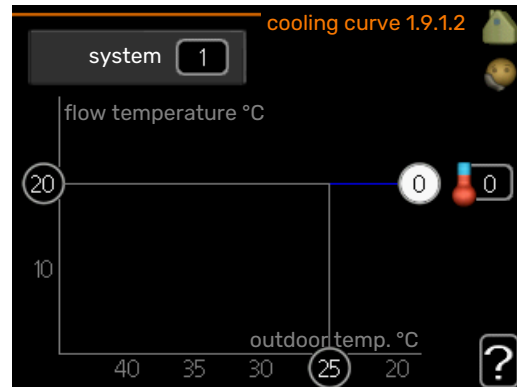 cooling curve 1.9.1.2
system 1
flow temperature °C
20 0 0
10
outdoor temp. °C
40 35 30 25 20
?